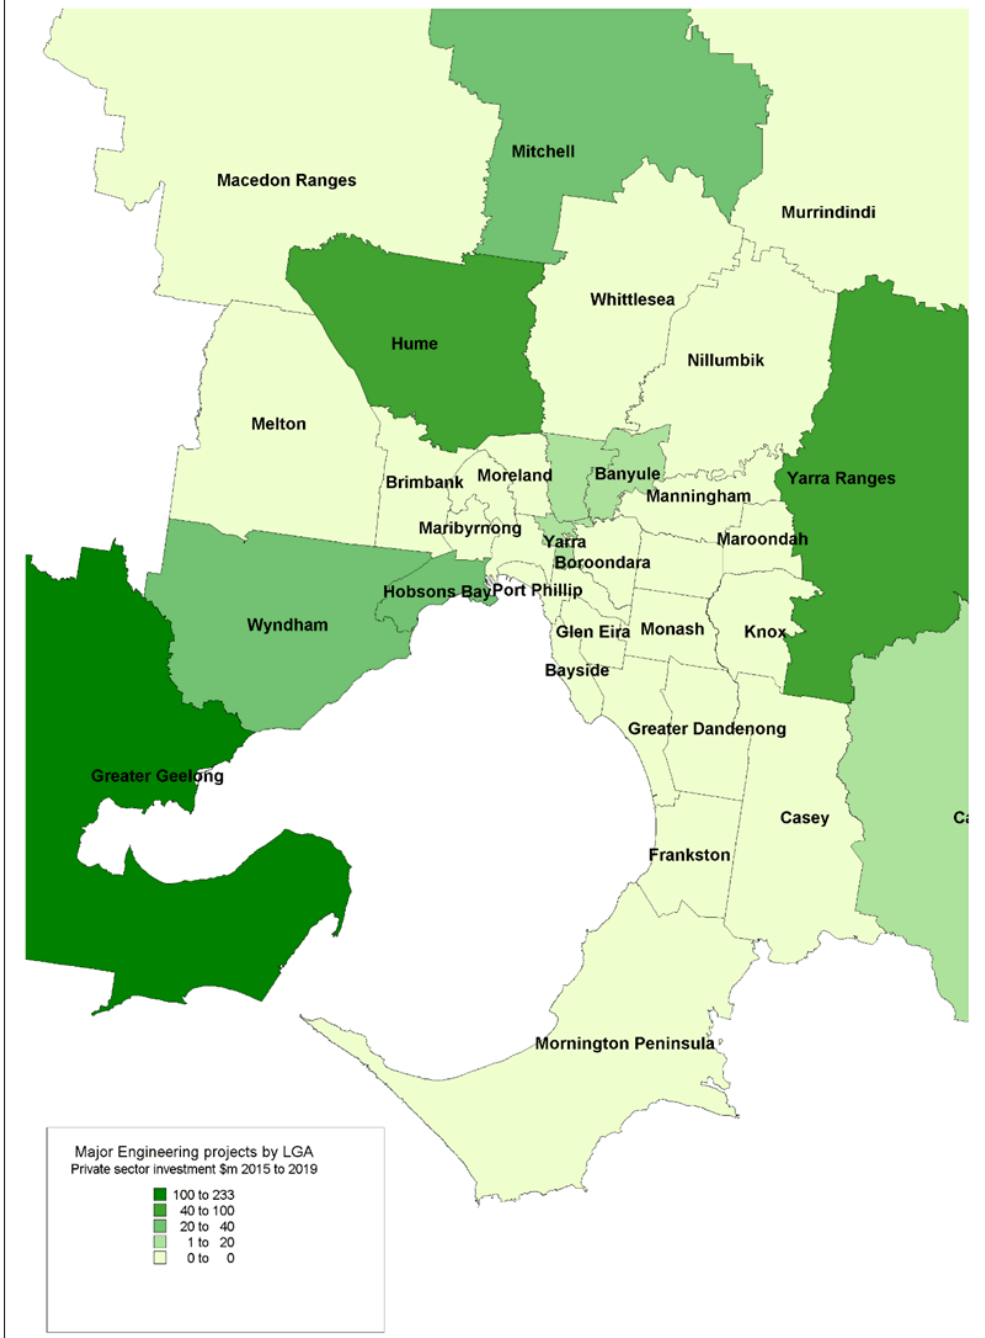 Mitchell
Macedon Ranges
Murrindindi
Whittlesea
Hume
Nillumbik
Melton
Banyule
Moreland
Yarra Ranges
Brimbank
Manningham
Maribyrnong
Maroondah
Yarra
Boroondara
Hobsons Bay
Port Phillip
Wyndham
Glen Eira
Monash
Knox
Bayside
Greater Dandenong
Greater Geelong
Casey
Ca
Frankston
Mornington Peninsula
Major Engineering projects by LGA
Private sector investment $m 2015 to 2019
100 to 233
40 to 100
20 to 40
1 to 20
0 to 0